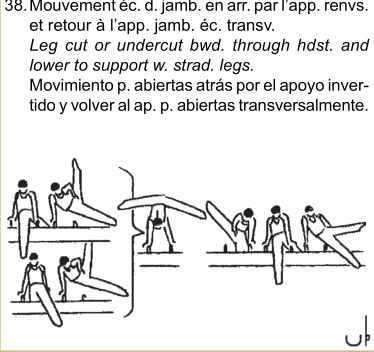 38. Mouvement éc. d. jamb. en arr. par l'app. renvs.
et retour à l'app. jamb. éc. transv.
Leg cut or undercut bwd. through hdst. and
lower to support w. strad. legs.
Movimiento p. abiertas atrás por el apoyo inver-
tido y volver al ap. p. abiertas transversalmente.